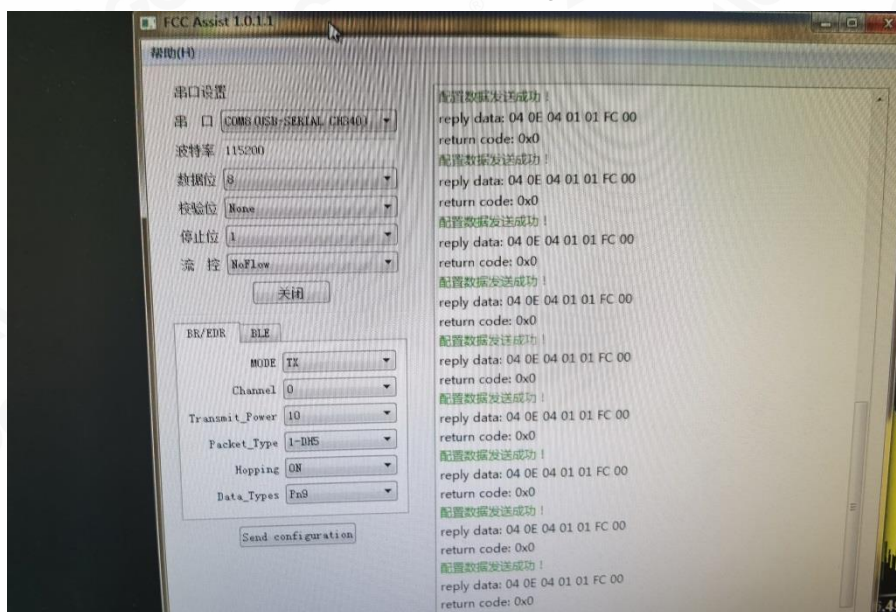 FCC Assist 1.0.1.1
帮助(H)
串口设置
串 口 COM8 (USB-SERIAL CH340)
波特率 115200
数据位 8
校验位 None
停止位 1
流 控 NoFlow
关闭
BR/EDR BLE
MODE TX
Channel 0
Transmit_Power 10
Packet_Type 1-DH5
Hopping ON
Data_Types Pn9
Send configuration
配置数据发送成功！
reply data: 04 0E 04 01 01 FC 00
return code: 0x0
配置数据发送成功！
reply data: 04 0E 04 01 01 FC 00
return code: 0x0
配置数据发送成功！
reply data: 04 0E 04 01 01 FC 00
return code: 0x0
配置数据发送成功！
reply data: 04 0E 04 01 01 FC 00
return code: 0x0
配置数据发送成功！
reply data: 04 0E 04 01 01 FC 00
return code: 0x0
配置数据发送成功！
reply data: 04 0E 04 01 01 FC 00
return code: 0x0
配置数据发送成功！
reply data: 04 0E 04 01 01 FC 00
return code: 0x0
配置数据发送成功！
reply data: 04 0E 04 01 01 FC 00
return code: 0x0
配置数据发送成功！
reply data: 04 0E 04 01 01 FC 00
return code: 0x0